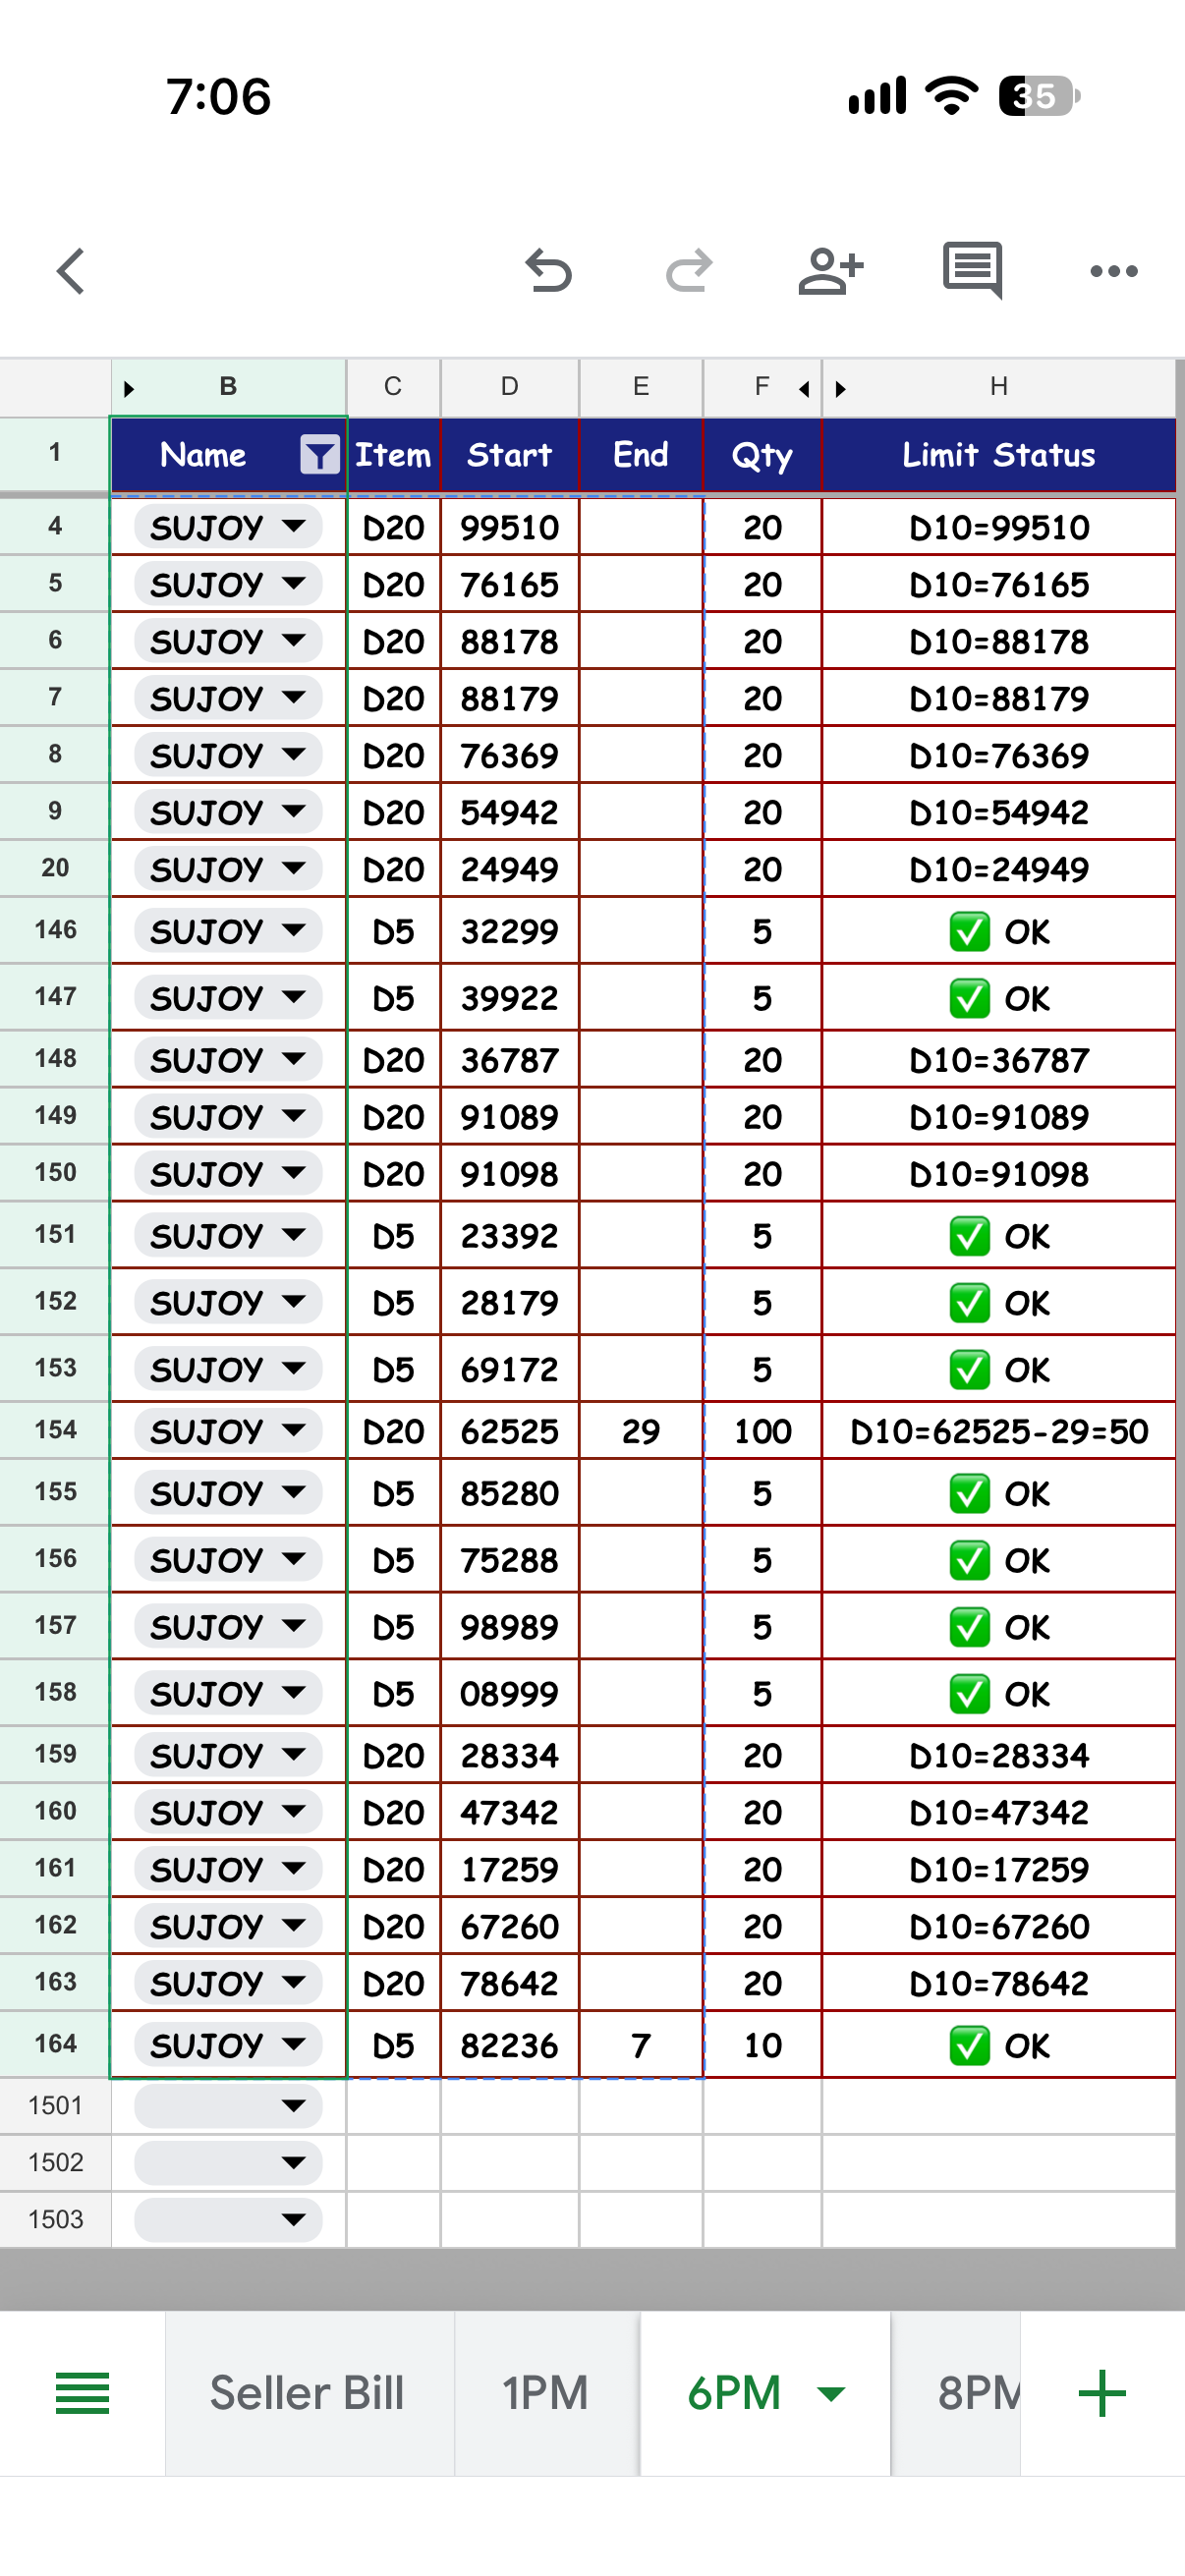 7:06
35
B C D E F H
1 Name Item Start End Qty Limit Status
4 SUJOY D20 99510 20 D10=99510
5 SUJOY D20 76165 20 D10=76165
6 SUJOY D20 88178 20 D10=88178
7 SUJOY D20 88179 20 D10=88179
8 SUJOY D20 76369 20 D10=76369
9 SUJOY D20 54942 20 D10=54942
20 SUJOY D20 24949 20 D10=24949
146 SUJOY D5 32299 5 ✅ OK
147 SUJOY D5 39922 5 ✅ OK
148 SUJOY D20 36787 20 D10=36787
149 SUJOY D20 91089 20 D10=91089
150 SUJOY D20 91098 20 D10=91098
151 SUJOY D5 23392 5 ✅ OK
152 SUJOY D5 28179 5 ✅ OK
153 SUJOY D5 69172 5 ✅ OK
154 SUJOY D20 62525 29 100 D10=62525-29=50
155 SUJOY D5 85280 5 ✅ OK
156 SUJOY D5 75288 5 ✅ OK
157 SUJOY D5 98989 5 ✅ OK
158 SUJOY D5 08999 5 ✅ OK
159 SUJOY D20 28334 20 D10=28334
160 SUJOY D20 47342 20 D10=47342
161 SUJOY D20 17259 20 D10=17259
162 SUJOY D20 67260 20 D10=67260
163 SUJOY D20 78642 20 D10=78642
164 SUJOY D5 82236 7 10 ✅ OK
1501
1502
1503
Seller Bill 1PM 6PM 8PM